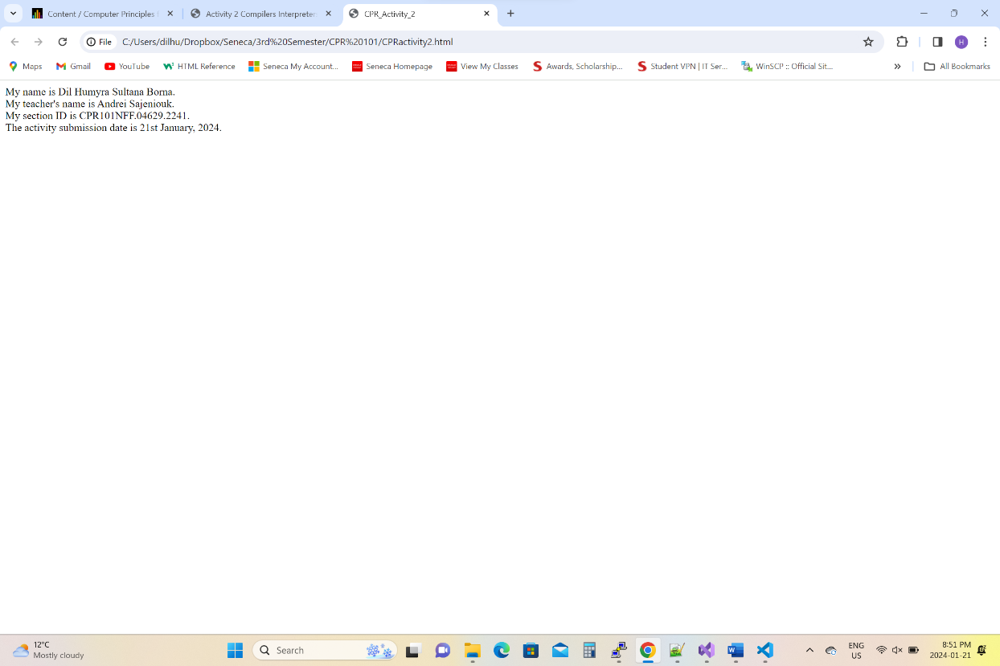 Content / Computer Principles
Activity 2 Compilers Interpreter
CPR_Activity_2
File
C:/Users/dilhu/Dropbox/Seneca/3rd%20Semester/CPR%20101/CPRactivity2.html
H
Maps
Gmail
YouTube
HTML Reference
Seneca My Account...
Seneca Homepage
View My Classes
Awards, Scholarship...
Student VPN | IT Ser...
WinSCP :: Official Sit...
All Bookmarks
My name is Dil Humyra Sultana Borna.
My teacher's name is Andrei Sajeniouk.
My section ID is CPR101NFF.04629.2241.
The activity submission date is 21st January, 2024.
12°C
Mostly cloudy
Search
ENG
US
8:51 PM
2024-01-21